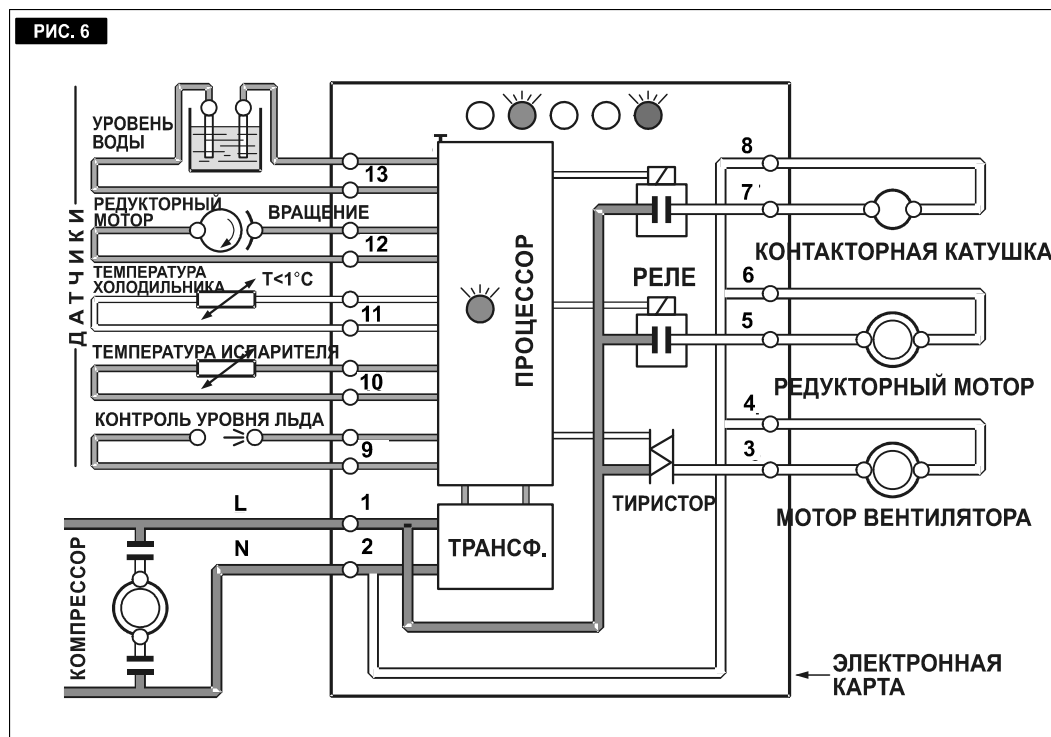 РИС. 6
УРОВЕНЬ
ВОДЫ
13
РЕДУКТОРНЫЙ
МОТОР
ВРАЩЕНИЕ
12
ТЕМПЕРАТУРА
ХОЛОДИЛЬНИКА
T<1°C
11
ТЕМПЕРАТУРА ИСПАРИТЕЛЯ
10
КОНТРОЛЬ УРОВНЯ ЛЬДА
9
ДАТЧИКИ
L
1
N
2
КОМПРЕССОР
ПРОЦЕССОР
ТРАНСФ.
РЕЛЕ
ТИРИСТОР
8
7
КОНТАКТОРНАЯ КАТУШКА
6
5
РЕДУКТОРНЫЙ МОТОР
4
3
МОТОР ВЕНТИЛЯТОРА
ЭЛЕКТРОННАЯ
КАРТА